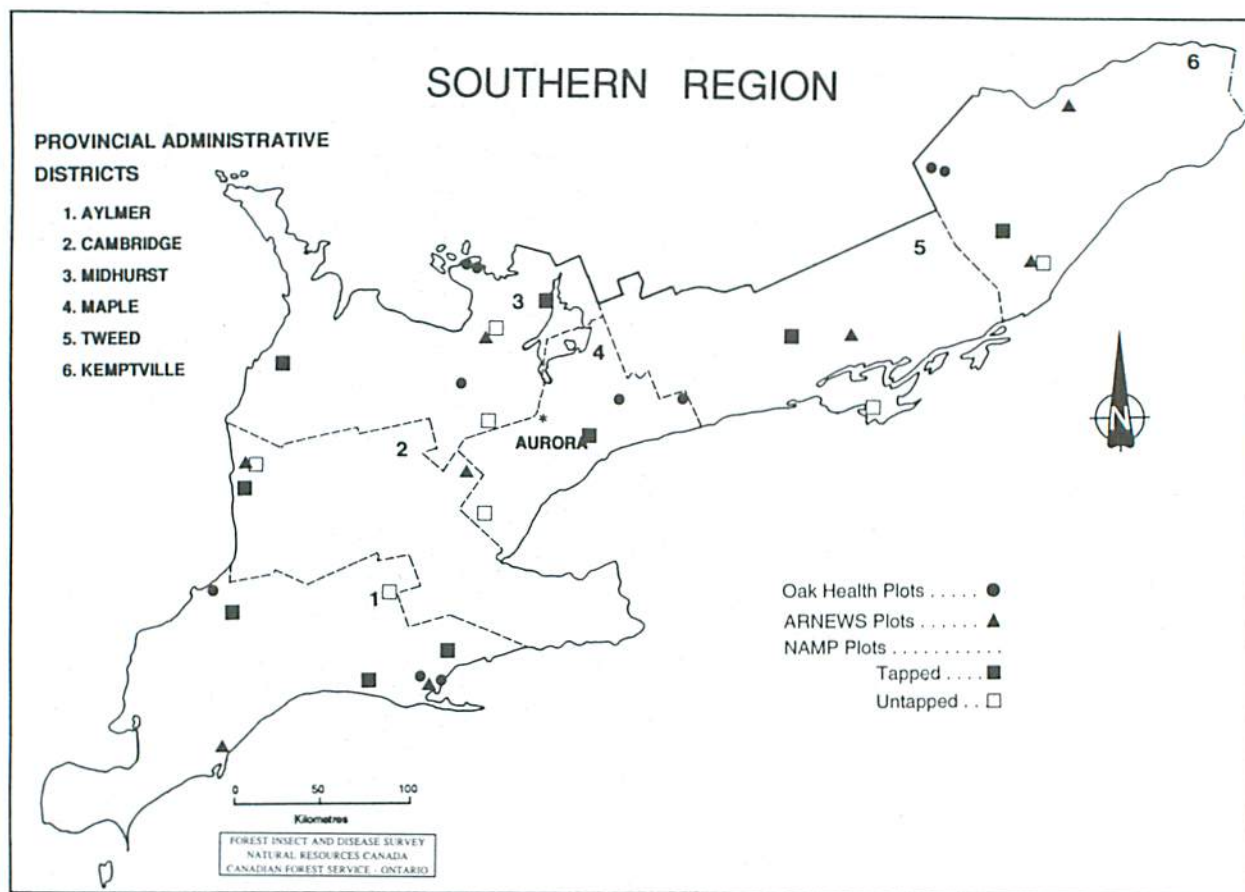 SOUTHERN REGION
6
PROVINCIAL ADMINISTRATIVE
DISTRICTS
1. AYLMER
2. CAMBRIDGE
3. MIDHURST
4. MAPLE
5. TWEED
6. KEMPTVILLE
5
3
4
N
AURORA
2
1
Oak Health Plots . . . . .
ARNEWS Plots . . . . . .
NAMP Plots . . . . . . . . . . .
Tapped . . . .
Untapped . .
0 50 100
Kilometres
FOREST INSECT AND DISEASE SURVEY
NATURAL RESOURCES CANADA
CANADIAN FOREST SERVICE - ONTARIO